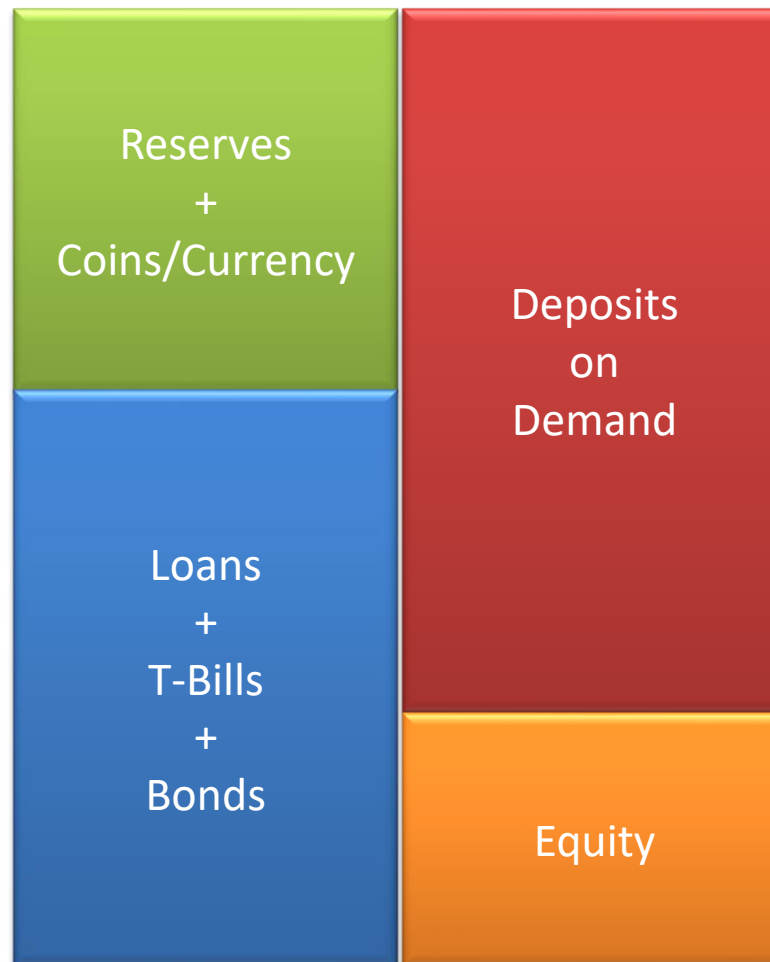 Reserves
+
Coins/Currency
Loans
+
T-Bills
+
Bonds
Deposits
on
Demand
Equity